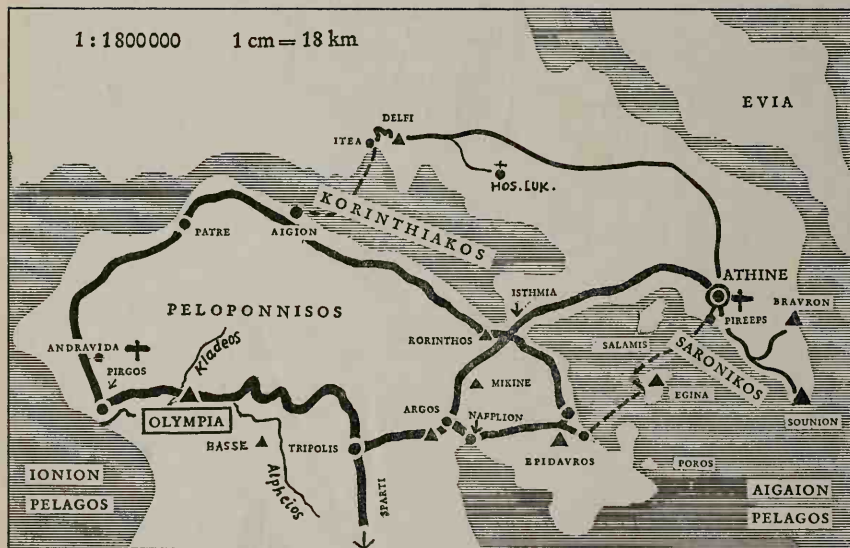 1:1800000 1 cm = 18 km
EVIA
DELFI
ITEA
HOS. LUK.
KORINTHIAKOS
PATRE
AIGION
ATHINE
ISTHMIA
BRAVRON
PIREEPS
PELOPONNISOS
SALAMIS
SARONIKOS
RORINTHOS
ANDRAVIDA
Kladeos
PIRGOS
MIKINE
EGINA
ARGOS
NAFPLION
SOUNION
OLYMPIA
BASSE
TRIPOLIS
EPIDAVROS
POROS
IONION
PELAGOS
Alpheios
SPARTI
AIGAION
PELAGOS